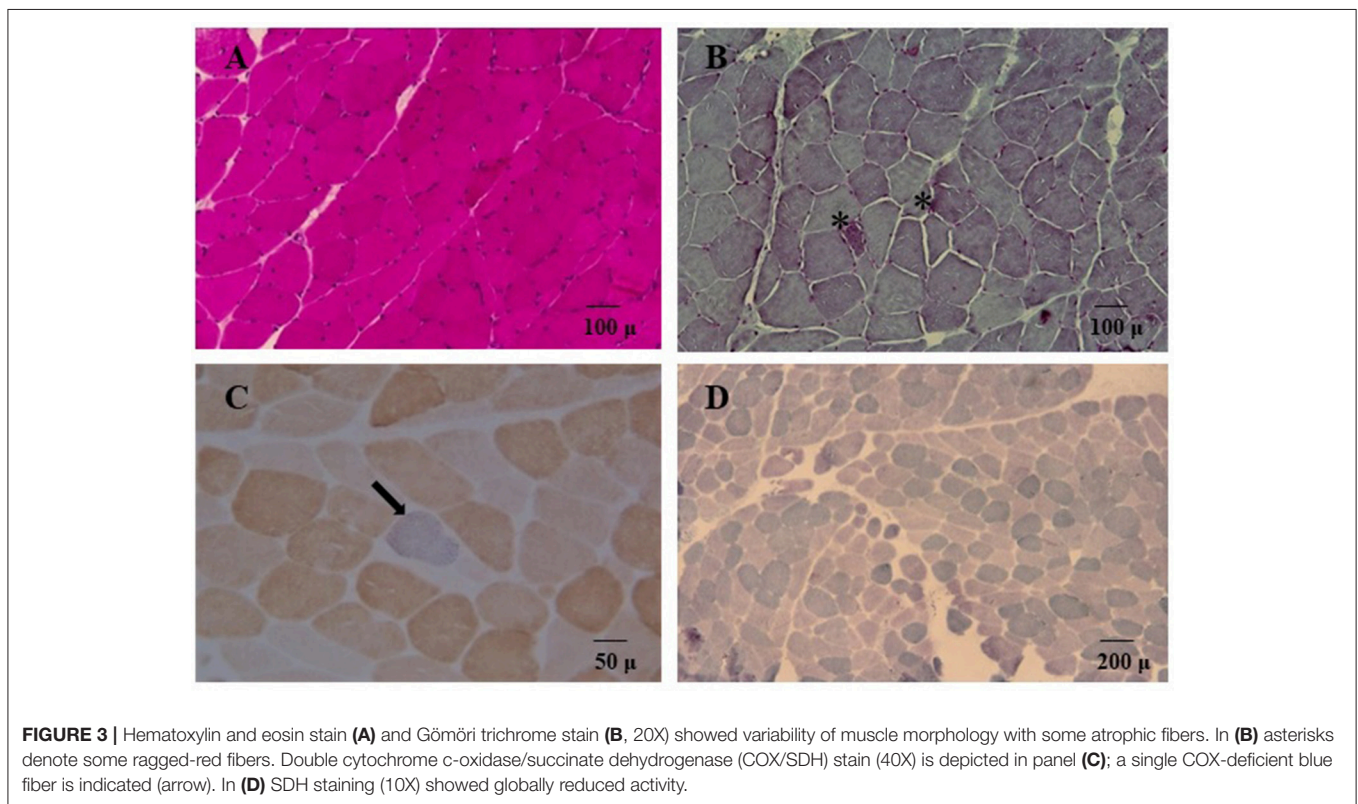 A
B
*
*
100 μ
100 μ
C
D
50 μ
200 μ
FIGURE 3 | Hematoxylin and eosin stain (A) and Gömöri trichrome stain (B, 20X) showed variability of muscle morphology with some atrophic fibers. In (B) asterisks
denote some ragged-red fibers. Double cytochrome c-oxidase/succinate dehydrogenase (COX/SDH) stain (40X) is depicted in panel (C); a single COX-deficient blue
fiber is indicated (arrow). In (D) SDH staining (10X) showed globally reduced activity.